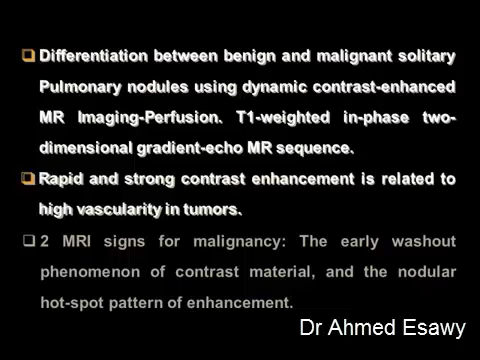 ❑ Differentiation between benign and malignant solitary
Pulmonary nodules using dynamic contrast-enhanced
MR Imaging-Perfusion. T1-weighted in-phase two-
dimensional gradient-echo MR sequence.
❑ Rapid and strong contrast enhancement is related to
high vascularity in tumors.
❑ 2 MRI signs for malignancy: The early washout
phenomenon of contrast material, and the nodular
hot-spot pattern of enhancement.
Dr Ahmed Esawy